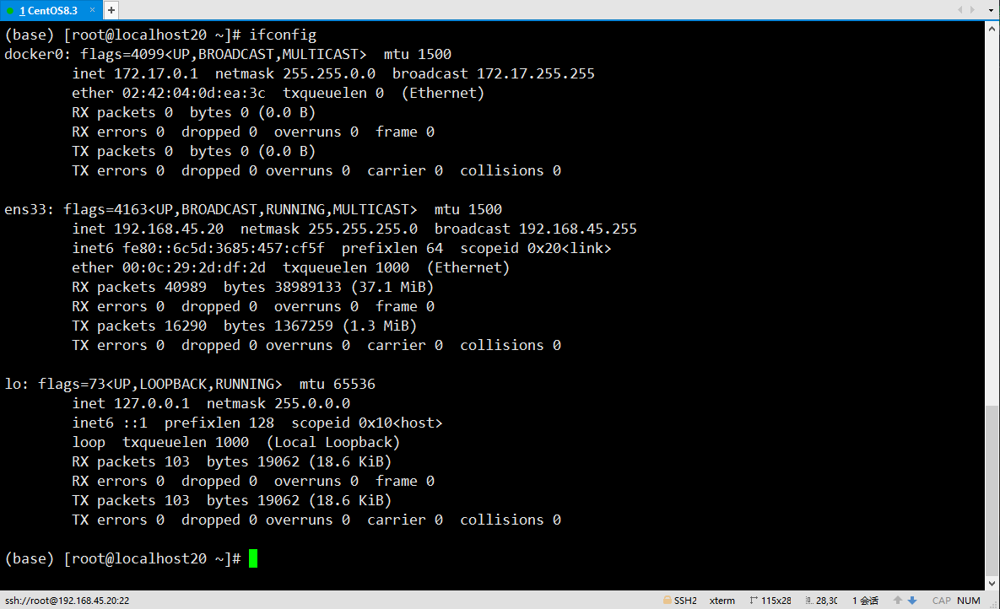 1 CentOS8.3 × +
(base) [root@localhost20 ~]# ifconfig
docker0: flags=4099<UP,BROADCAST,MULTICAST>  mtu 1500
        inet 172.17.0.1  netmask 255.255.0.0  broadcast 172.17.255.255
        ether 02:42:04:0d:ea:3c  txqueuelen 0  (Ethernet)
        RX packets 0  bytes 0 (0.0 B)
        RX errors 0  dropped 0  overruns 0  frame 0
        TX packets 0  bytes 0 (0.0 B)
        TX errors 0  dropped 0 overruns 0  carrier 0  collisions 0

ens33: flags=4163<UP,BROADCAST,RUNNING,MULTICAST>  mtu 1500
        inet 192.168.45.20  netmask 255.255.255.0  broadcast 192.168.45.255
        inet6 fe80::6c5d:3685:457:cf5f  prefixlen 64  scopeid 0x20<link>
        ether 00:0c:29:2d:df:2d  txqueuelen 1000  (Ethernet)
        RX packets 40989  bytes 38989133 (37.1 MiB)
        RX errors 0  dropped 0  overruns 0  frame 0
        TX packets 16290  bytes 1367259 (1.3 MiB)
        TX errors 0  dropped 0 overruns 0  carrier 0  collisions 0

lo: flags=73<UP,LOOPBACK,RUNNING>  mtu 65536
        inet 127.0.0.1  netmask 255.0.0.0
        inet6 ::1  prefixlen 128  scopeid 0x10<host>
        loop  txqueuelen 1000  (Local Loopback)
        RX packets 103  bytes 19062 (18.6 KiB)
        RX errors 0  dropped 0  overruns 0  frame 0
        TX packets 103  bytes 19062 (18.6 KiB)
        TX errors 0  dropped 0 overruns 0  carrier 0  collisions 0

(base) [root@localhost20 ~]#
ssh://root@192.168.45.20:22 SSH2 xterm 115x28 28,30 1 会话 CAP NUM